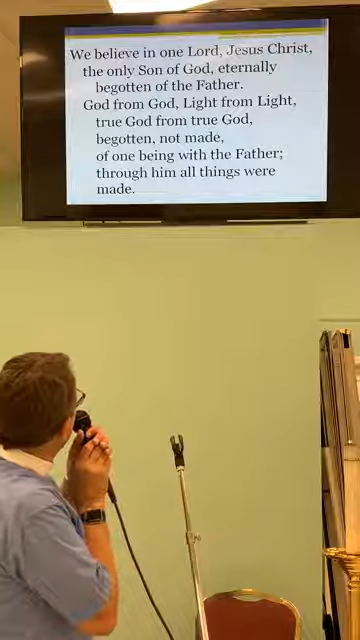 We believe in one Lord, Jesus Christ,
the only Son of God, eternally
begotten of the Father.
God from God, Light from Light,
true God from true God,
begotten, not made,
of one being with the Father;
through him all things were
made.